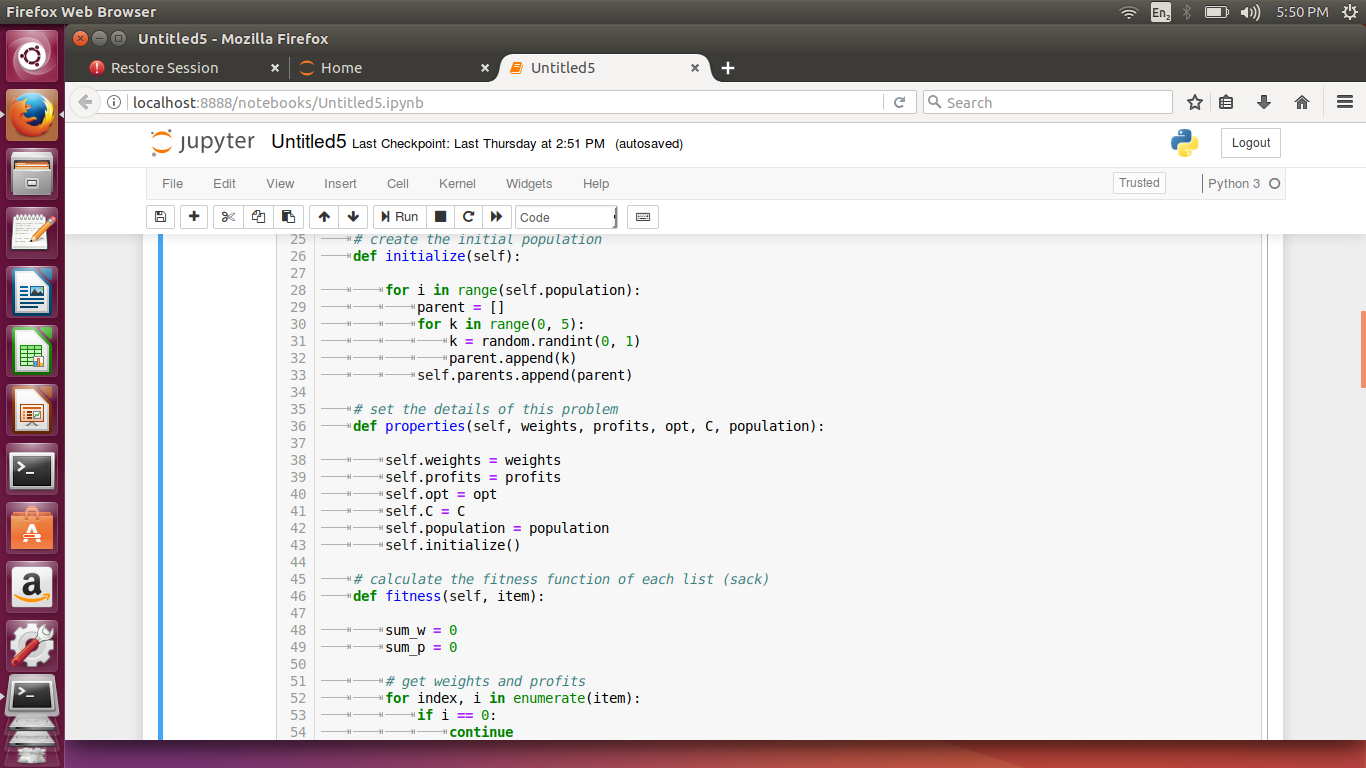 Firefox Web Browser
En2
5:50 PM
Untitled5 - Mozilla Firefox
Restore Session
Home
Untitled5
localhost:8888/notebooks/Untitled5.ipynb
Search
jupyter
Untitled5 Last Checkpoint: Last Thursday at 2:51 PM (autosaved)
Logout
File Edit View Insert Cell Kernel Widgets Help
Trusted
Python 3
Run
Code
25 # create the initial population
26 def initialize(self):
27
28 for i in range(self.population):
29 parent = []
30 for k in range(0, 5):
31 k = random.randint(0, 1)
32 parent.append(k)
33 self.parents.append(parent)
34
35 # set the details of this problem
36 def properties(self, weights, profits, opt, C, population):
37
38 self.weights = weights
39 self.profits = profits
40 self.opt = opt
41 self.C = C
42 self.population = population
43 self.initialize()
44
45 # calculate the fitness function of each list (sack)
46 def fitness(self, item):
47
48 sum_w = 0
49 sum_p = 0
50
51 # get weights and profits
52 for index, i in enumerate(item):
53 if i == 0:
54 continue